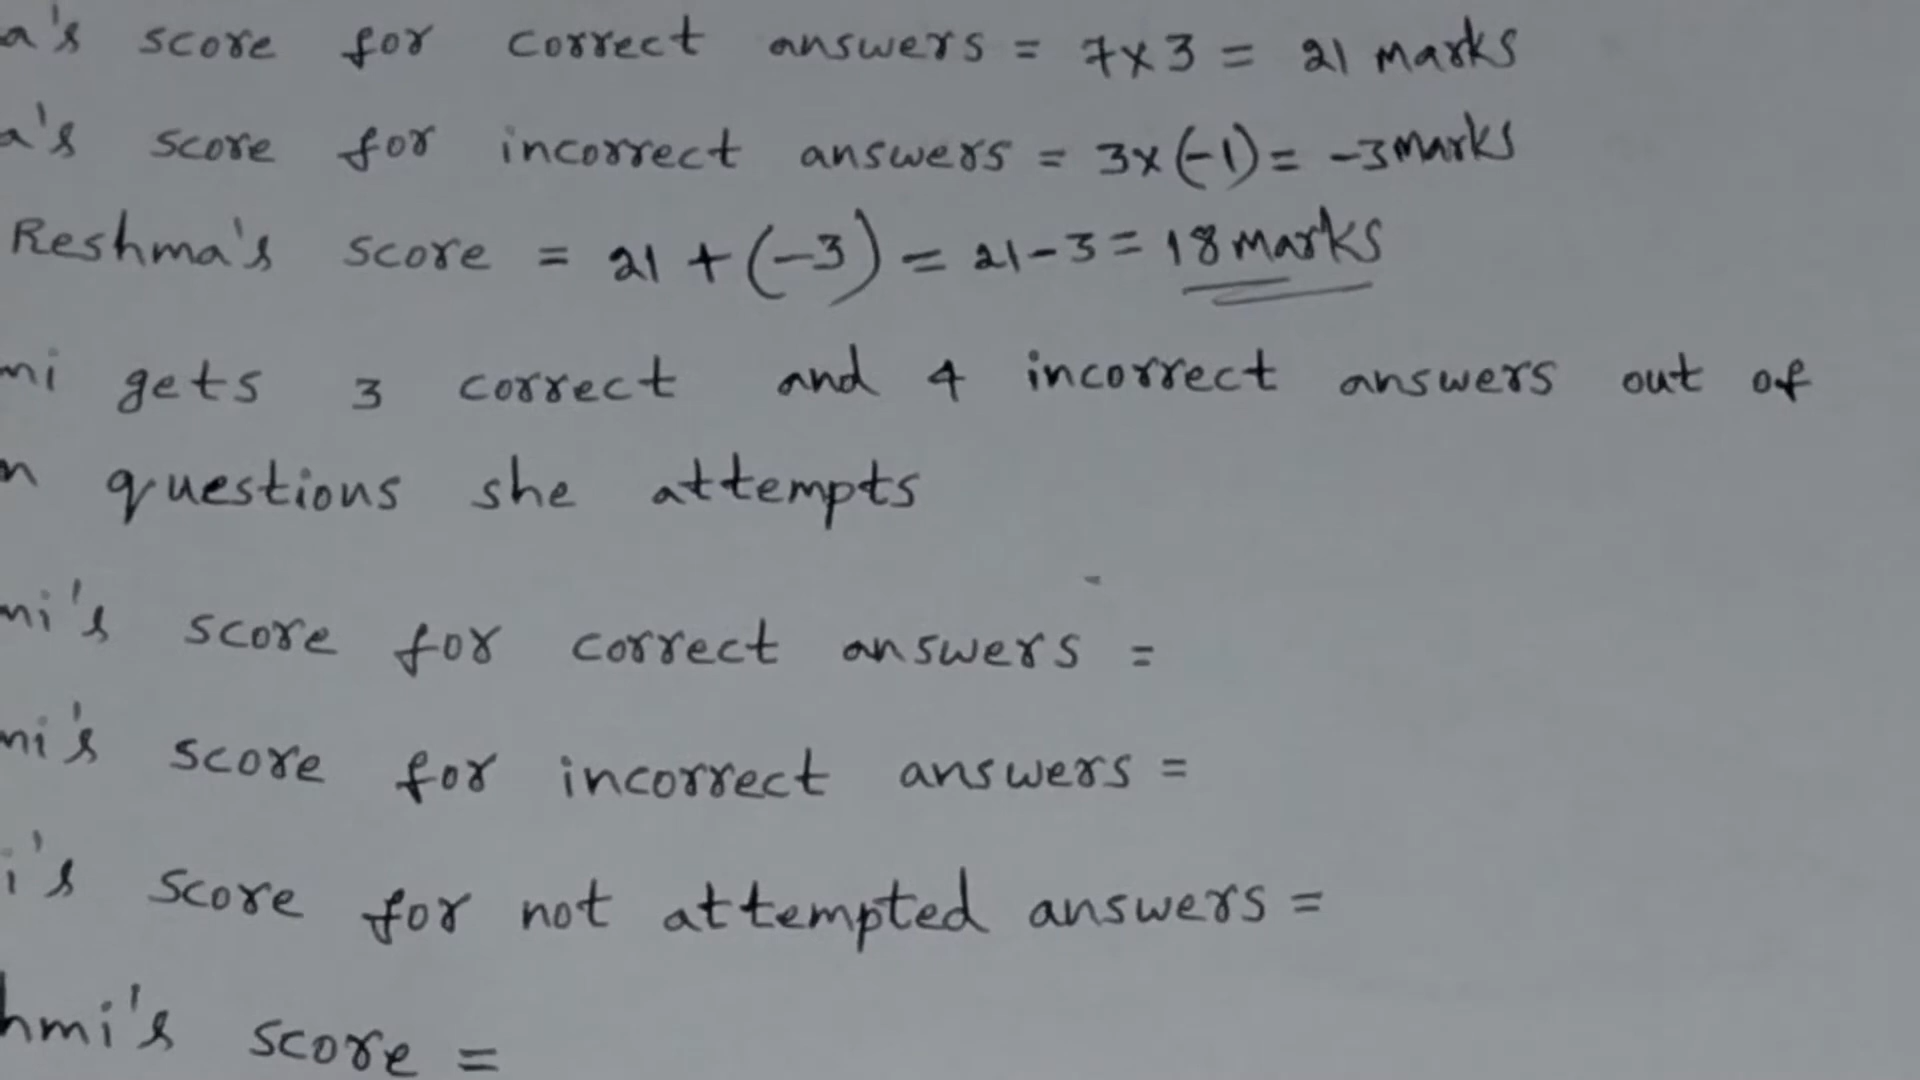 a's score for correct answers = 7x3 = 21 marks
a's score for incorrect answers = 3x(-1) = -3 marks
Reshma's score = 21 + (-3) = 21-3 = 18 marks
mi gets 3 correct and 4 incorrect answers out of
n questions she attempts
mi's score for correct answers =
mi's score for incorrect answers =
i's score for not attempted answers =
hmi's score =